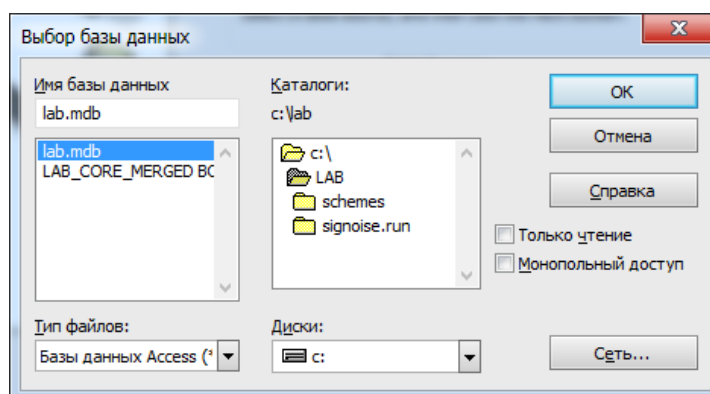 Выбор базы данных
Имя базы данных
lab.mdb
lab.mdb
LAB_CORE_MERGED BC
Каталоги:
c:\lab
c:\
LAB
schemes
signoise.run
OK
Отмена
Справка
Только чтение
Монопольный доступ
Тип файлов:
Базы данных Access (*
Диски:
c:
Сеть...